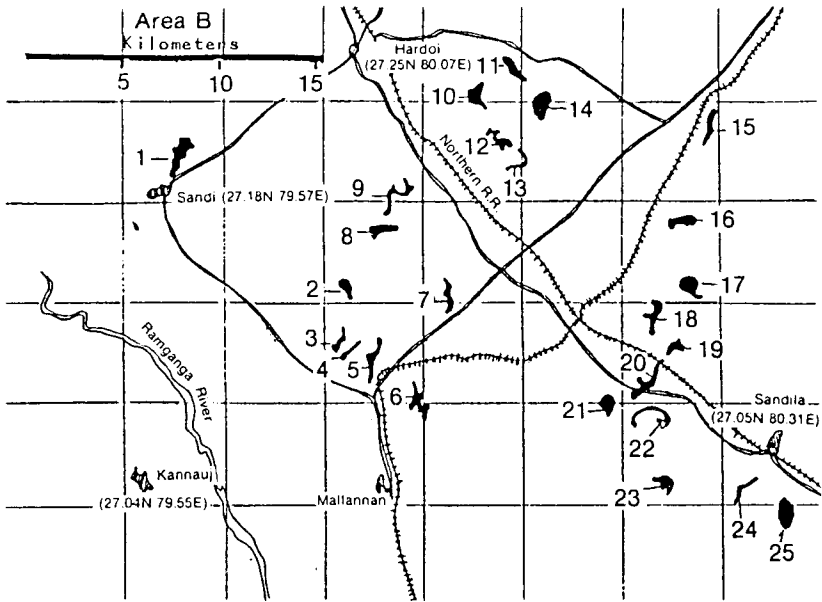 Area B
Kilometers
5 10 15
Hardoi
(27.25N 80.07E)
11
10
14
15
12
13
1
Northern R.R.
9
Sandi (27.18N 79.57E)
8
16
2
7
17
18
3
4
5
19
20
Ramganga River
6
21
Sandila
(27.05N 80.31E)
22
Kannauj
(27.04N 79.55E)
Mallannan
23
24
25